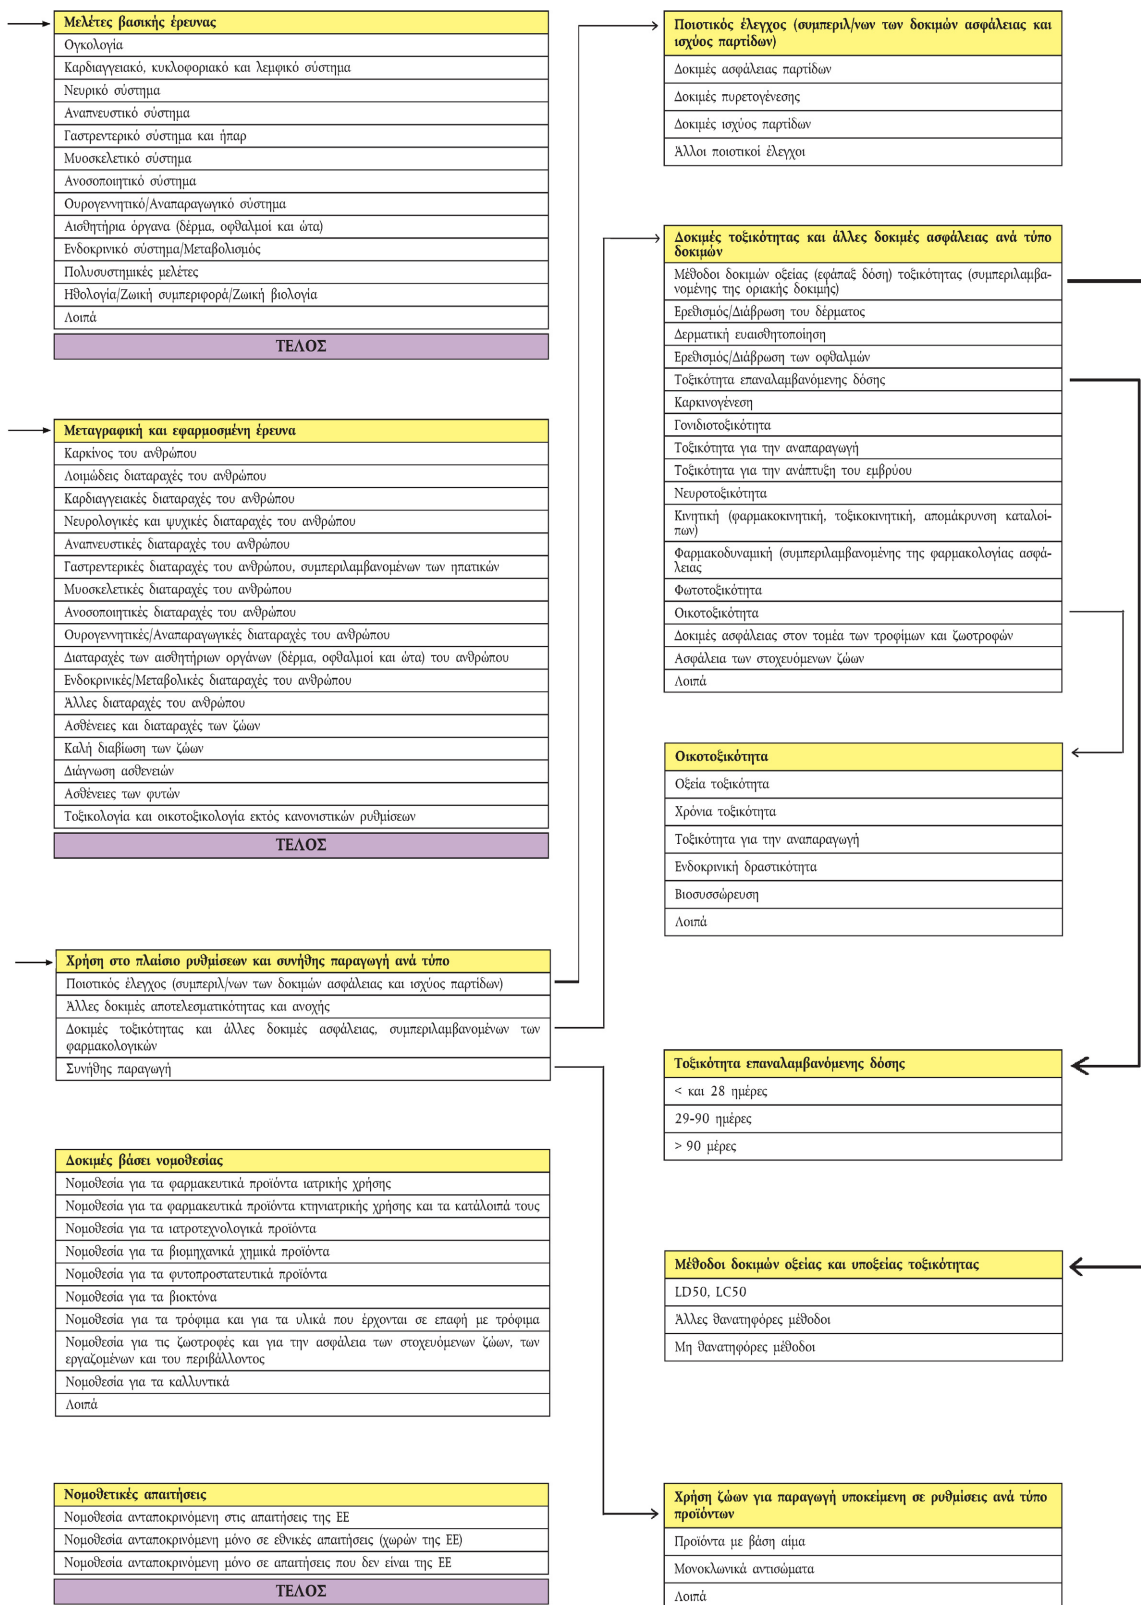 Μελέτες βασικής έρευνας
Ογκολογία
Καρδιαγγειακό, κυκλοφοριακό και λεμφικό σύστημα
Νευρικό σύστημα
Αναπνευστικό σύστημα
Γαστρεντερικό σύστημα και ήπαρ
Μυοσκελετικό σύστημα
Ανοσοποιητικό σύστημα
Ουρογεννητικό/Αναπαραγωγικό σύστημα
Αισθητήρια όργανα (δέρμα, οφθαλμοί και ώτα)
Ενδοκρινικό σύστημα/Μεταβολισμός
Πολυσυστημικές μελέτες
Ηθολογία/Ζωική συμπεριφορά/Ζωική βιολογία
Λοιπά
ΤΕΛΟΣ
Μεταγραφική και εφαρμοσμένη έρευνα
Καρκίνος του ανθρώπου
Λοιμώδεις διαταραχές του ανθρώπου
Καρδιαγγειακές διαταραχές του ανθρώπου
Νευρολογικές και ψυχικές διαταραχές του ανθρώπου
Αναπνευστικές διαταραχές του ανθρώπου
Γαστρεντερικές διαταραχές του ανθρώπου, συμπεριλαμβανομένων των ηπατικών
Μυοσκελετικές διαταραχές του ανθρώπου
Ανοσοποιητικές διαταραχές του ανθρώπου
Ουρογεννητικές/Αναπαραγωγικές διαταραχές του ανθρώπου
Διαταραχές των αισθητήριων οργάνων (δέρμα, οφθαλμοί και ώτα) του ανθρώπου
Ενδοκρινικές/Μεταβολικές διαταραχές του ανθρώπου
Άλλες διαταραχές του ανθρώπου
Ασθένειες και διαταραχές των ζώων
Καλή διαβίωση των ζώων
Διάγνωση ασθενειών
Ασθένειες των φυτών
Τοξικολογία και οικοτοξικολογία εκτός κανονιστικών ρυθμίσεων
ΤΕΛΟΣ
Χρήση στο πλαίσιο ρυθμίσεων και συνήθης παραγωγή ανά τύπο
Ποιοτικός έλεγχος (συμπεριλ/νων των δοκιμών ασφάλειας και ισχύος παρτίδων)
Άλλες δοκιμές αποτελεσματικότητας και ανοχής
Δοκιμές τοξικότητας και άλλες δοκιμές ασφάλειας, συμπεριλαμβανομένων των
φαρμακολογικών
Συνήθης παραγωγή
Δοκιμές βάσει νομοθεσίας
Νομοθεσία για τα φαρμακευτικά προϊόντα ιατρικής χρήσης
Νομοθεσία για τα φαρμακευτικά προϊόντα κτηνιατρικής χρήσης και τα κατάλοιπά τους
Νομοθεσία για τα ιατροτεχνολογικά προϊόντα
Νομοθεσία για τα βιομηχανικά χημικά προϊόντα
Νομοθεσία για τα φυτοπροστατευτικά προϊόντα
Νομοθεσία για τα βιοκτόνα
Νομοθεσία για τα τρόφιμα και για τα υλικά που έρχονται σε επαφή με τρόφιμα
Νομοθεσία για τις ζωοτροφές και για την ασφάλεια των στοχευόμενων ζώων, των
εργαζομένων και του περιβάλλοντος
Νομοθεσία για τα καλλυντικά
Λοιπά
Νομοθετικές απαιτήσεις
Νομοθεσία ανταποκρινόμενη στις απαιτήσεις της ΕΕ
Νομοθεσία ανταποκρινόμενη μόνο σε εθνικές απαιτήσεις (χωρών της ΕΕ)
Νομοθεσία ανταποκρινόμενη μόνο σε απαιτήσεις που δεν είναι της ΕΕ
ΤΕΛΟΣ
Ποιοτικός έλεγχος (συμπεριλ/νων των δοκιμών ασφάλειας και
ισχύος παρτίδων)
Δοκιμές ασφάλειας παρτίδων
Δοκιμές πυρετογένεσης
Δοκιμές ισχύος παρτίδων
Άλλοι ποιοτικοί έλεγχοι
Δοκιμές τοξικότητας και άλλες δοκιμές ασφάλειας ανά τύπο
δοκιμών
Μέθοδοι δοκιμών οξείας (εφάπαξ δόση) τοξικότητας (συμπεριλαμβα-
νομένης της οριακής δοκιμής)
Ερεθισμός/Διάβρωση του δέρματος
Δερματική ευαισθητοποίηση
Ερεθισμός/Διάβρωση των οφθαλμών
Τοξικότητα επαναλαμβανόμενης δόσης
Καρκινογένεση
Γονιδιοτοξικότητα
Τοξικότητα για την αναπαραγωγή
Τοξικότητα για την ανάπτυξη του εμβρύου
Νευροτοξικότητα
Κινητική (φαρμακοκινητική, τοξικοκινητική, απομάκρυνση καταλοί-
πων)
Φαρμακοδυναμική (συμπεριλαμβανομένης της φαρμακολογίας ασφά-
λειας
Φωτοτοξικότητα
Οικοτοξικότητα
Δοκιμές ασφάλειας στον τομέα των τροφίμων και ζωοτροφών
Ασφάλεια των στοχευόμενων ζώων
Λοιπά
Οικοτοξικότητα
Οξεία τοξικότητα
Χρόνια τοξικότητα
Τοξικότητα για την αναπαραγωγή
Ενδοκρινική δραστικότητα
Βιοσυσσώρευση
Λοιπά
Τοξικότητα επαναλαμβανόμενης δόσης
< και 28 ημέρες
29-90 ημέρες
> 90 μέρες
Μέθοδοι δοκιμών οξείας και υποξείας τοξικότητας
LD50, LC50
Άλλες θανατηφόρες μέθοδοι
Μη θανατηφόρες μέθοδοι
Χρήση ζώων για παραγωγή υποκείμενη σε ρυθμίσεις ανά τύπο
προϊόντων
Προϊόντα με βάση αίμα
Μονοκλωνικά αντισώματα
Λοιπά